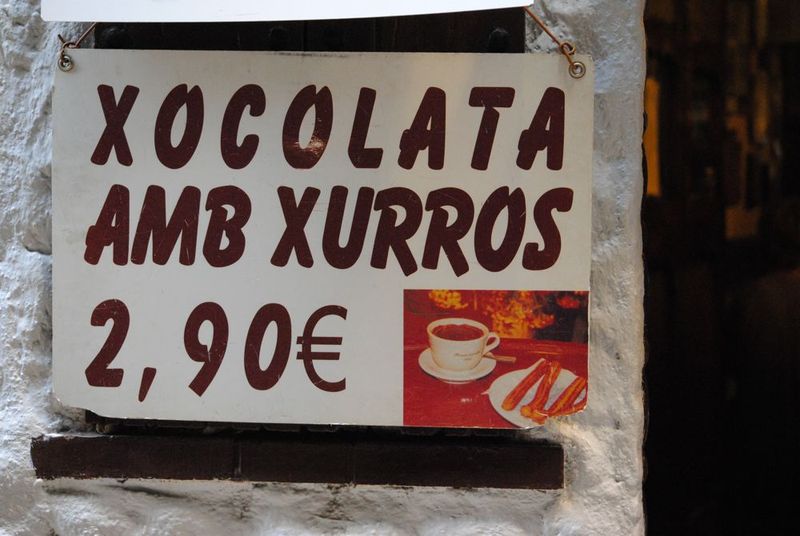 XOCOLATA
AMB XURROS
2,90€